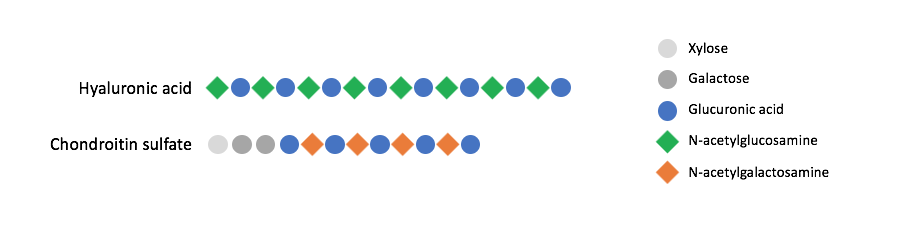 Hyaluronic acid
Chondroitin sulfate
Xylose
Galactose
Glucuronic acid
N-acetylglucosamine
N-acetylgalactosamine